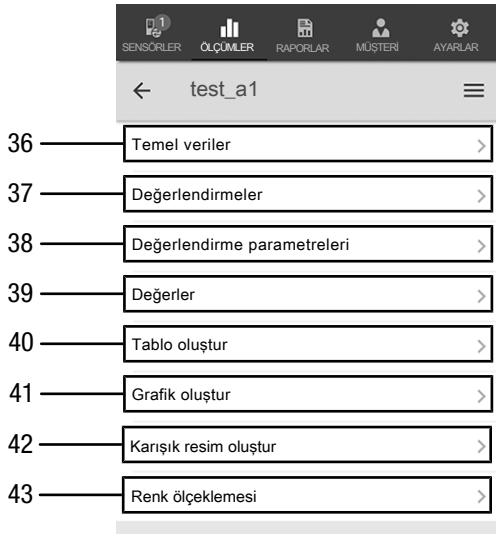 1
SENSÖRLER ÖLÇÜMLER RAPORLAR MÜŞTERİ AYARLAR
test_a1
36 Temel veriler
37 Değerlendirmeler
38 Değerlendirme parametreleri
39 Değerler
40 Tablo oluştur
41 Grafik oluştur
42 Karışık resim oluştur
43 Renk ölçeklemesi